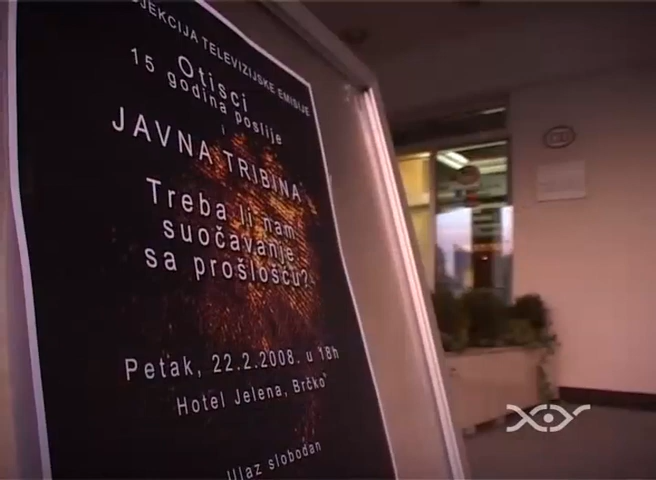 JEKCIJA TELEVIZIJSKE EMISIJE
Otisci
15 godina poslije
JAVNA TRIBINA
Treba li nam
suočavanje
sa prošlošću?
Petak, 22.2.2008. u 18h
Hotel Jelena, Brčko
Ulaz slobodan